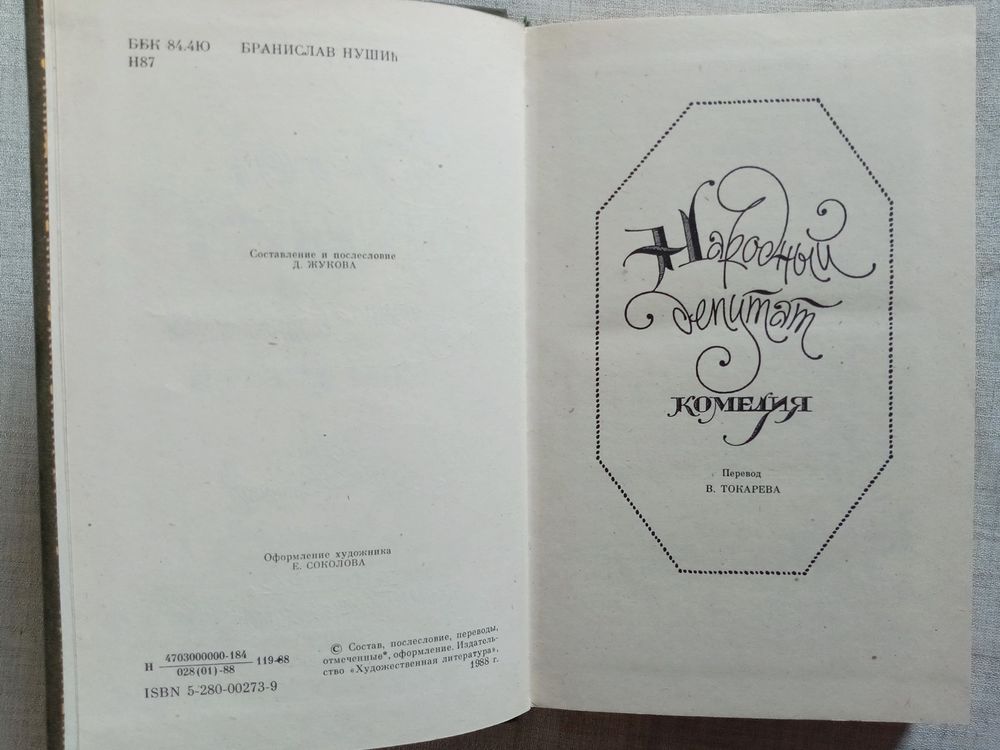 ББК 84.4Ю БРАНИСЛАВ НУШИЋ
Н87
Составление и послесловие
Д. ЖУКОВА
Оформление художника
Е. СОКОЛОВА
Н 4703000000-184 119-88
028(01)-88
ISBN 5-280-00273-9
© Состав, послесловие, переводы,
отмеченные*, оформление. Издатель-
ство «Художественная литература»,
1988 г.
Народный
депутат
КОМЕДИЯ
Перевод
В. ТОКАРЕВА